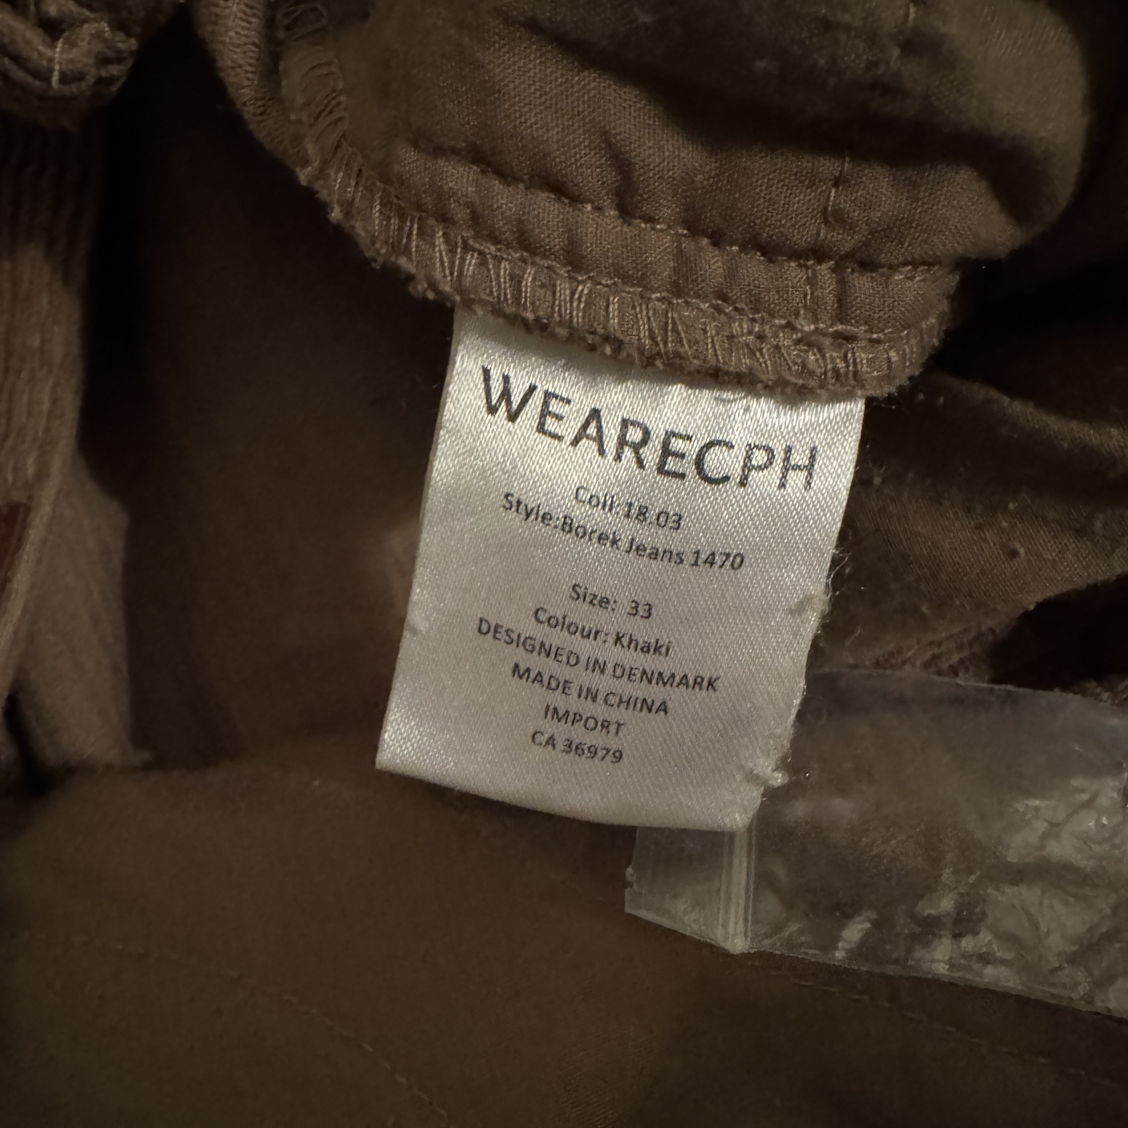 WEARECPH
Coll:18.03
Style:Borek Jeans 1470
Size: 33
Colour: Khaki
DESIGNED IN DENMARK
MADE IN CHINA
IMPORT
CA 36979